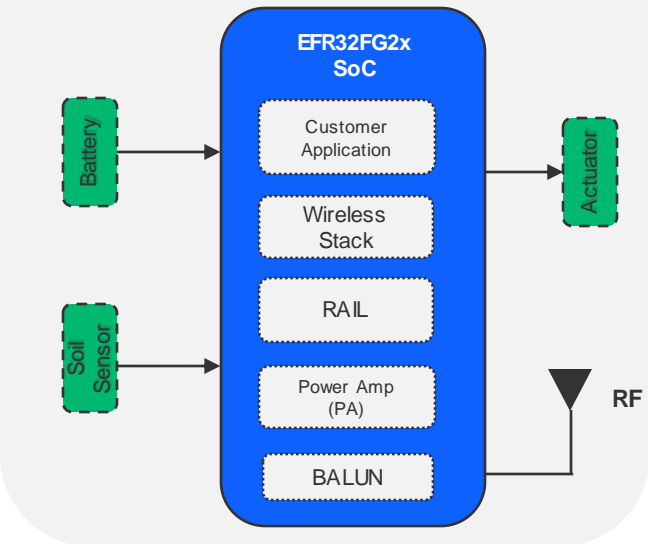 EFR32FG2x
SoC
Battery
Customer
Application
Actuator
Wireless
Stack
RAIL
Soil
Sensor
Power Amp
(PA)
RF
BALUN